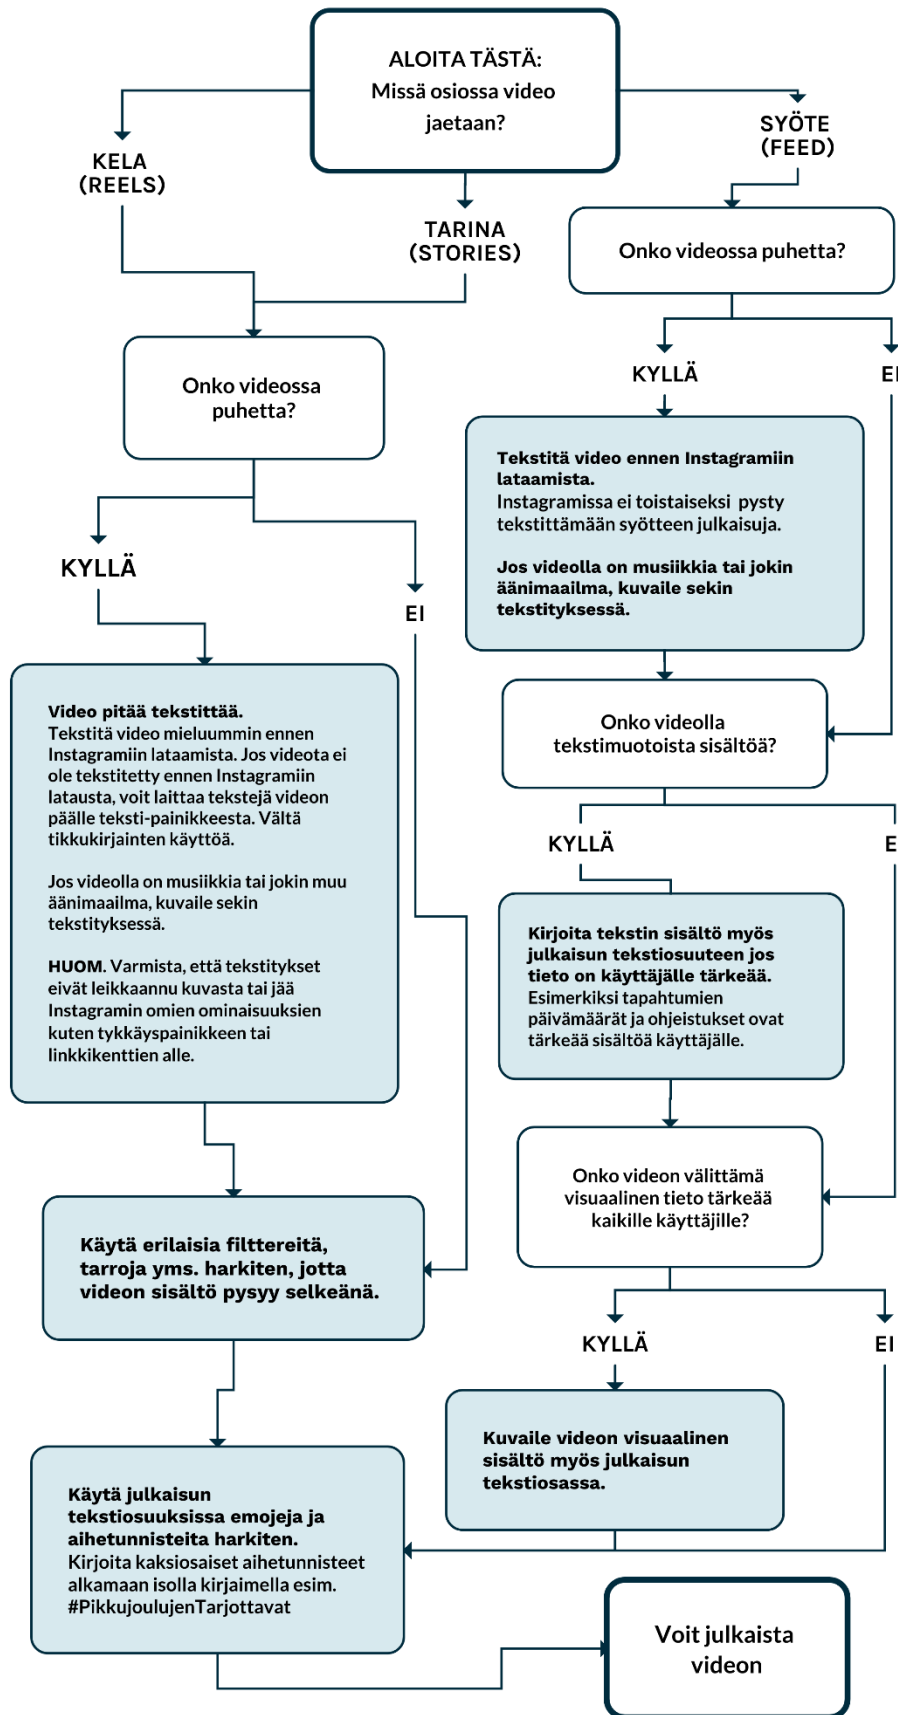 ALOITA TÄSTÄ:
Missä osiossa video
jaetaan?
KELA
(REELS)
TARINA
(STORIES)
SYÖTE
(FEED)
Onko videossa
puhetta?
KYLLÄ
EI
Video pitää tekstittää.
Tekstitä video mieluummin ennen
Instagramiin lataamista. Jos videota ei
ole tekstitetty ennen Instagramiin
latausta, voit laittaa tekstejä videon
päälle teksti-painikkeesta. Vältä
tikkukirjainten käyttöä.
Jos videolla on musiikkia tai jokin muu
äänimaailma, kuvaile sekin
tekstityksessä.
HUOM. Varmista, että tekstitykset
eivät leikkaannu kuvasta tai jää
Instagramin omien ominaisuuksien
kuten tykkäyspainikkeen tai
linkkikenttien alle.
Käytä erilaisia filttereitä,
tarroja yms. harkiten, jotta
videon sisältö pysyy selkeänä.
Onko videossa puhetta?
KYLLÄ
EI
Tekstitä video ennen Instagramiin
lataamista.
Instagramissa ei toistaiseksi pysty
tekstittämään syötteen julkaisuja.
Jos videolla on musiikkia tai jokin
äänimaailma, kuvaile sekin
tekstityksessä.
Onko videolla
tekstimuotoista sisältöä?
KYLLÄ
E
Kirjoita tekstin sisältö myös
julkaisun tekstiosuuteen jos
tieto on käyttäjälle tärkeää.
Esimerkiksi tapahtumien
päivämäärät ja ohjeistukset ovat
tärkeää sisältöä käyttäjälle.
Onko videon välittämä
visuaalinen tieto tärkeää
kaikille käyttäjille?
KYLLÄ
EI
Kuvaile videon visuaalinen
sisältö myös julkaisun
tekstiosassa.
Käytä julkaisun
tekstiosuuksissa emojeja ja
aihetunnisteita harkiten.
Kirjoita kaksiosaiset aihetunnisteet
alkamaan isolla kirjaimella esim.
#PikkujoulujenTarjottavat
Voit julkaista
videon